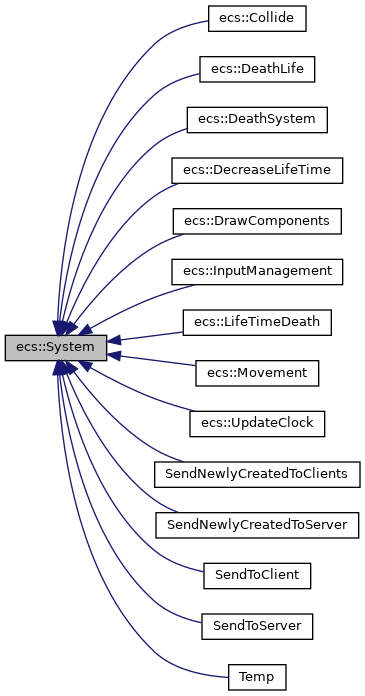 ecs::Collide
ecs::DeathLife
ecs::DeathSystem
ecs::DecreaseLifeTime
ecs::DrawComponents
ecs::InputManagement
ecs::LifeTimeDeath
ecs::System
ecs::Movement
ecs::UpdateClock
SendNewlyCreatedToClients
SendNewlyCreatedToServer
SendToClient
SendToServer
Temp